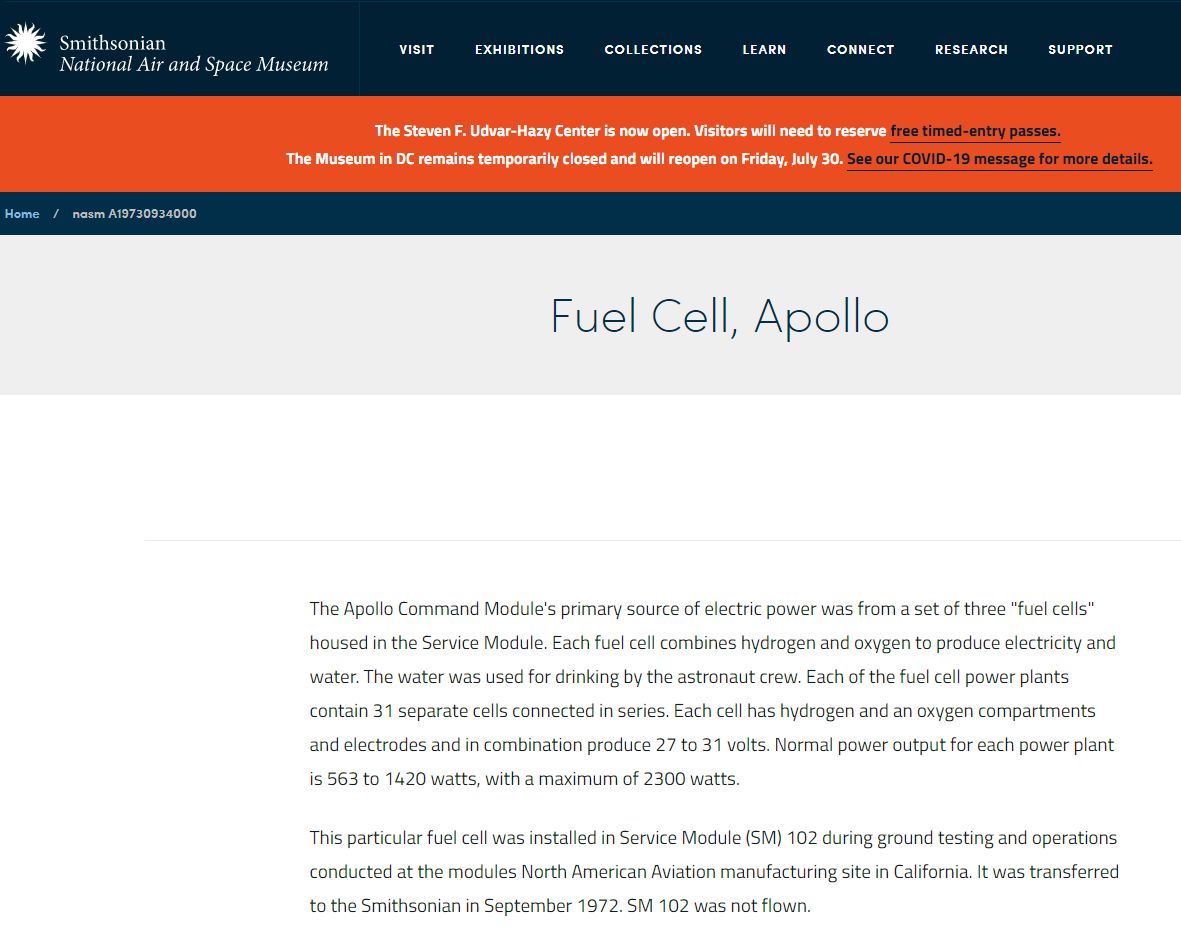 Smithsonian
National Air and Space Museum
VISIT EXHIBITIONS COLLECTIONS LEARN CONNECT RESEARCH SUPPORT
The Steven F. Udvar-Hazy Center is now open. Visitors will need to reserve free timed-entry passes.
The Museum in DC remains temporarily closed and will reopen on Friday, July 30. See our COVID-19 message for more details.
Home / nasm A19730934000
Fuel Cell, Apollo
The Apollo Command Module's primary source of electric power was from a set of three "fuel cells"
housed in the Service Module. Each fuel cell combines hydrogen and oxygen to produce electricity and
water. The water was used for drinking by the astronaut crew. Each of the fuel cell power plants
contain 31 separate cells connected in series. Each cell has hydrogen and an oxygen compartments
and electrodes and in combination produce 27 to 31 volts. Normal power output for each power plant
is 563 to 1420 watts, with a maximum of 2300 watts.
This particular fuel cell was installed in Service Module (SM) 102 during ground testing and operations
conducted at the modules North American Aviation manufacturing site in California. It was transferred
to the Smithsonian in September 1972. SM 102 was not flown.